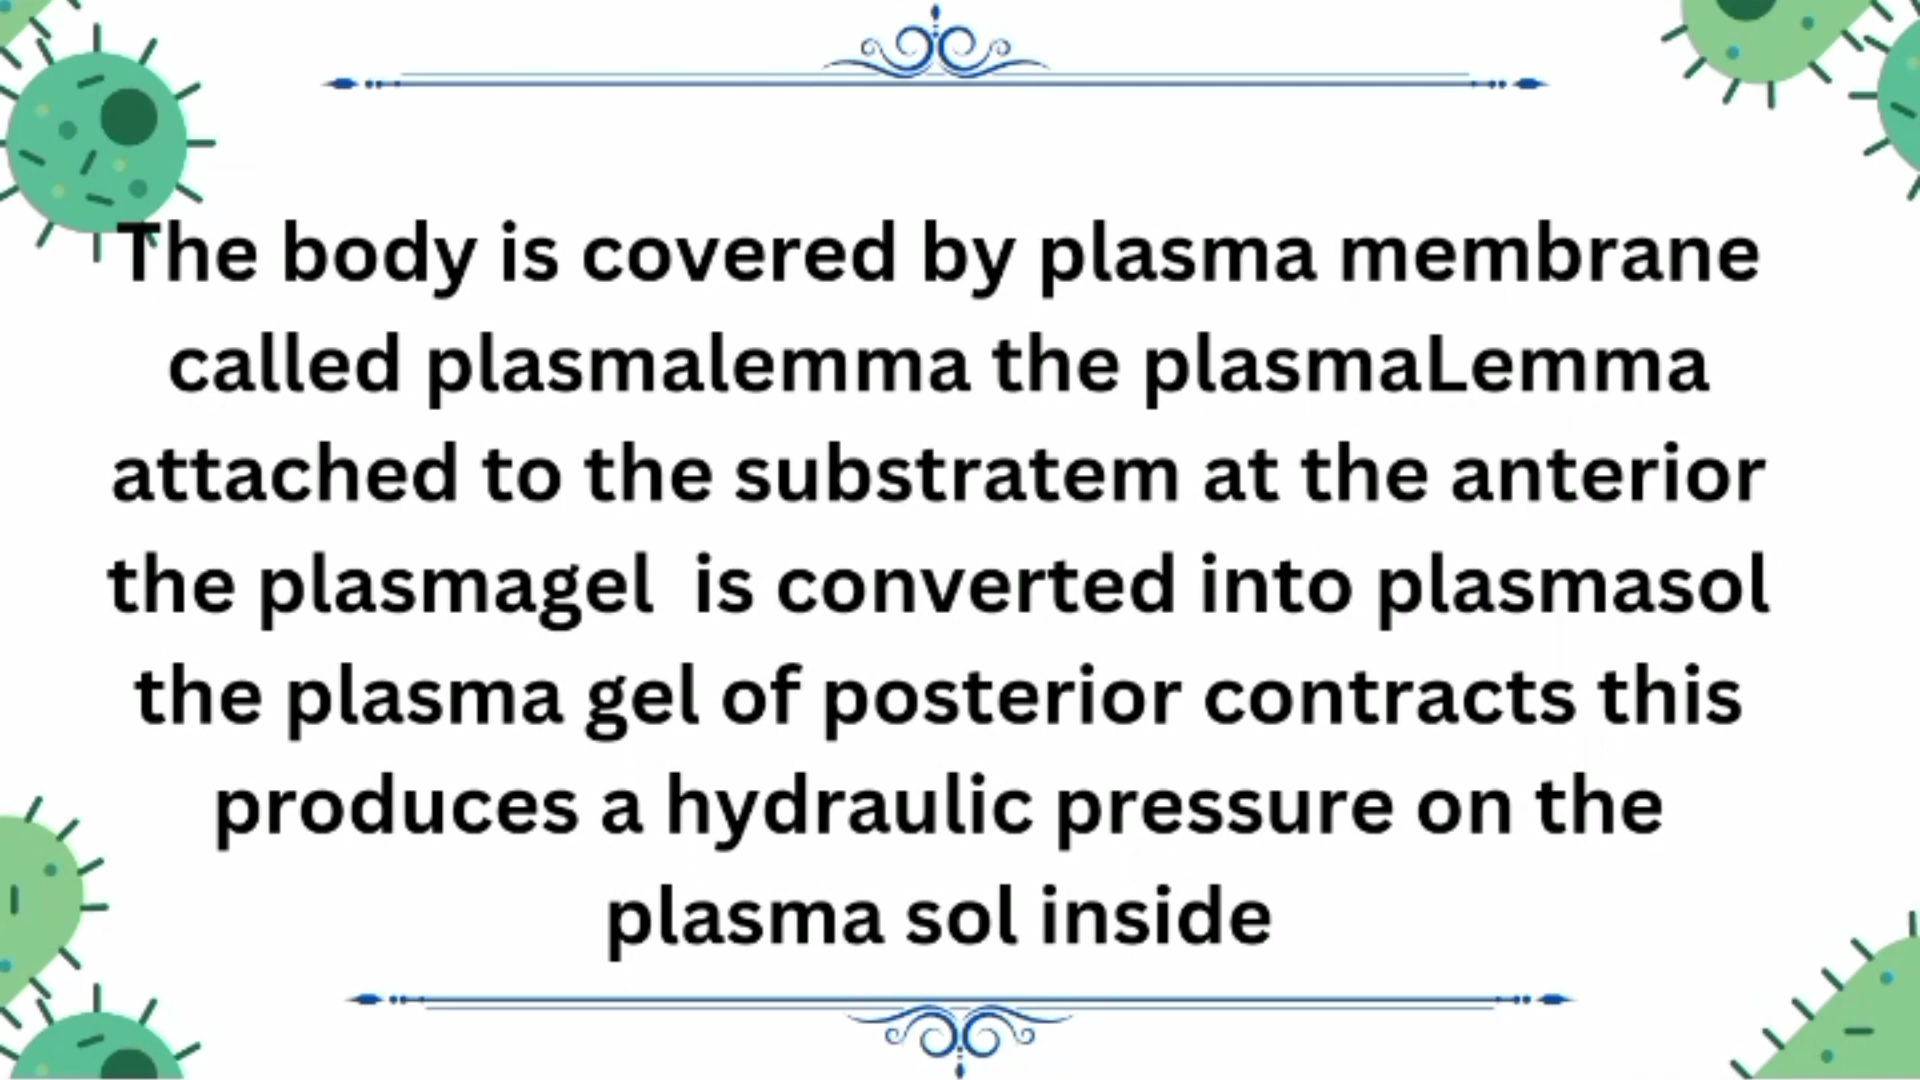 The body is covered by plasma membrane
called plasmalemma the plasmaLemma
attached to the substratem at the anterior
the plasmagel  is converted into plasmasol
the plasma gel of posterior contracts this
produces a hydraulic pressure on the
plasma sol inside